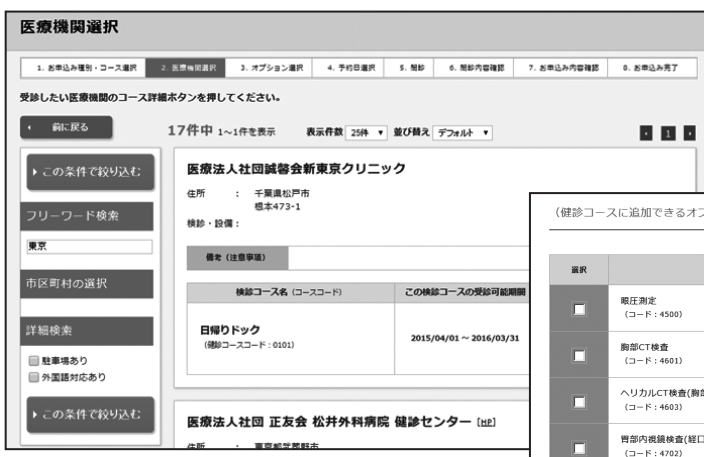 医療機関選択
1. お申込み種別・コース選択
2. 医療機関選択
3. オプション選択
4. 予約日選択
5. 問診
6. 問診内容確認
7. お申込み内容確認
8. お申込み完了
受診したい医療機関のコース詳細ボタンを押してください。
前に戻る
17件中 1～1件を表示 表示件数 25件 並び替え デフォルト
1
この条件で絞り込む
フリーワード検索
東京
市区町村の選択
詳細検索
駐車場あり
外国語対応あり
この条件で絞り込む
医療法人社団誠馨会新東京クリニック
住所 : 千葉県松戸市
根本473-1
検診・設備:
備考（注意事項）
検診コース名（コースコード） この検診コースの受診可能期間
日帰りドック
（健診コースコード：0101）
2015/04/01 ～ 2016/03/31
医療法人社団 正友会 松井外科病院 健診センター [HP]
住所 : 東京都武蔵野市
（健診コースに追加できるオプ
選択
眼圧測定
（コード：4500）
胸部CT検査
（コード：4601）
ヘリカルCT検査(胸部
（コード：4603）
胃部内視鏡検査(経口
（コード：4702）